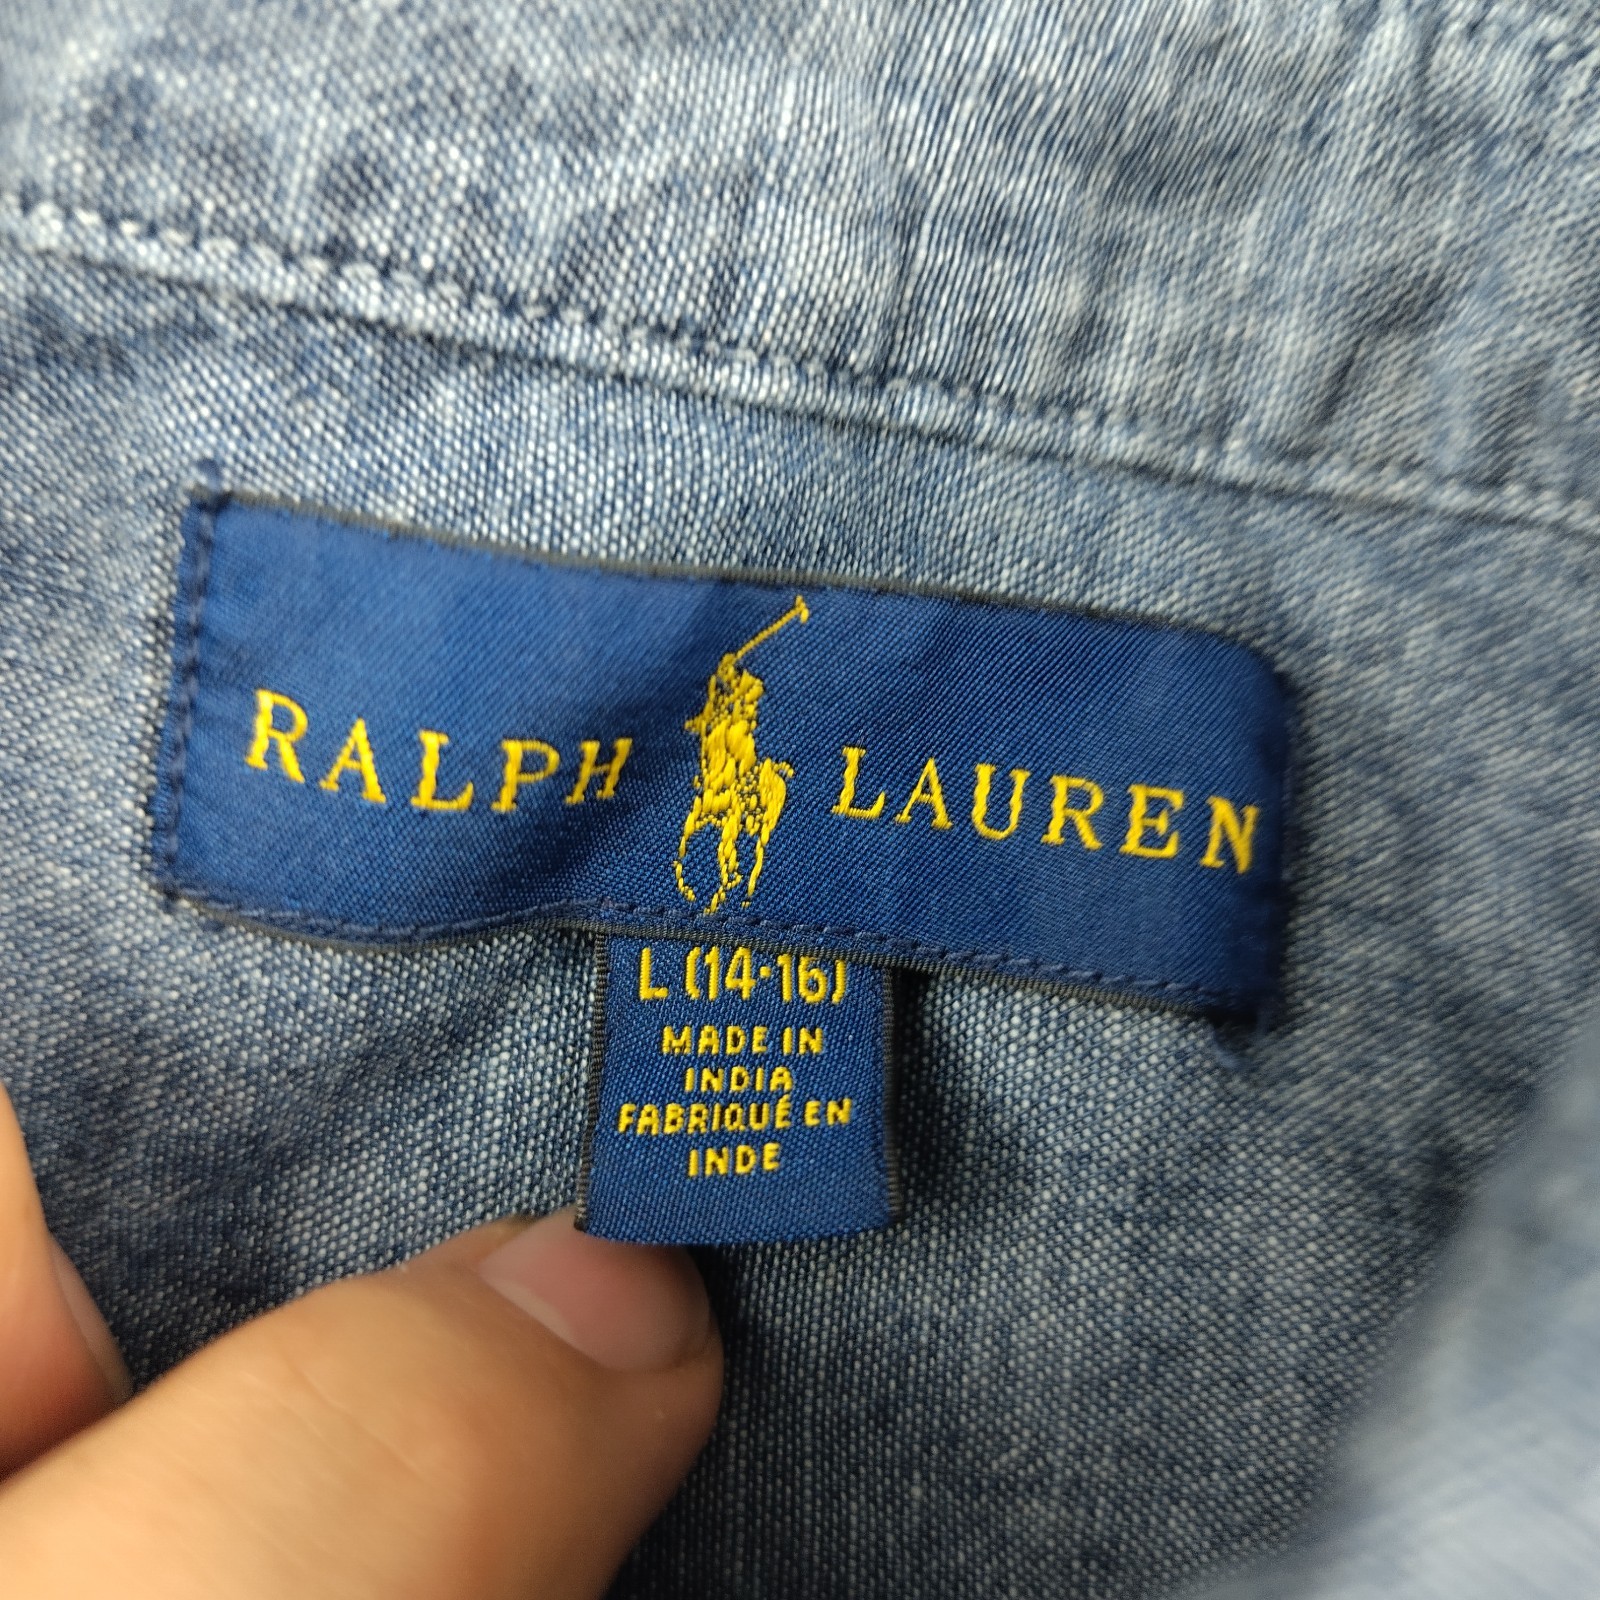 RALPH LAUREN
L (14-16)
MADE IN
INDIA
FABRIQUÉ EN
INDE